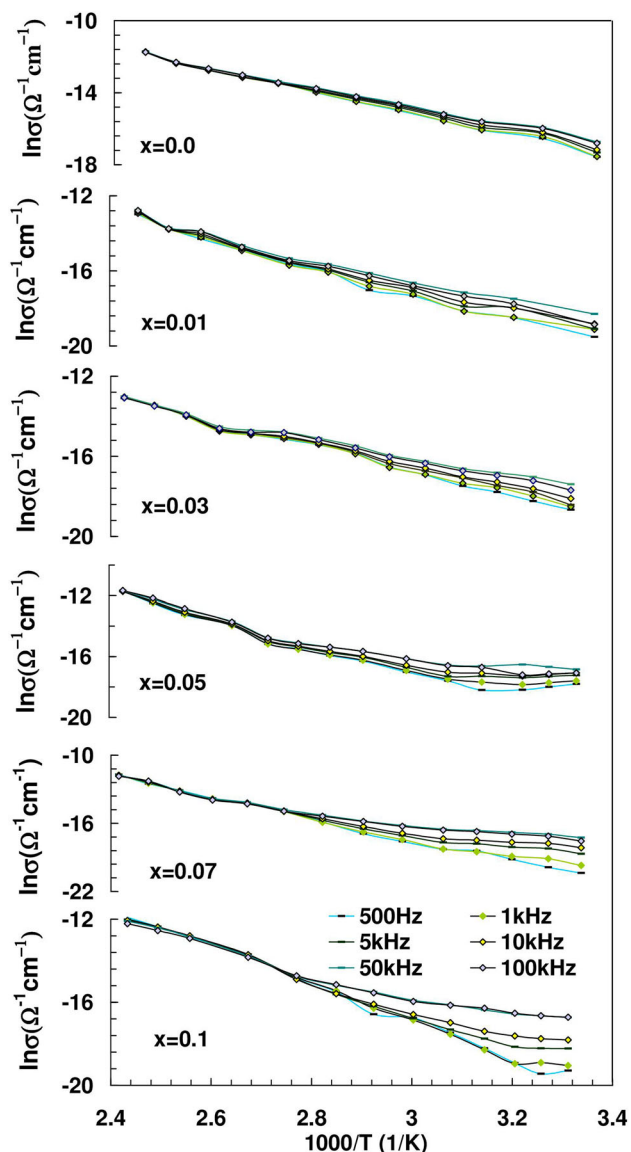 -10
-14
-18
lnσ(Ω⁻¹cm⁻¹)
x=0.0
-12
-16
-20
lnσ(Ω⁻¹cm⁻¹)
x=0.01
-12
-16
-20
lnσ(Ω⁻¹cm⁻¹)
x=0.03
-12
-16
-20
lnσ(Ω⁻¹cm⁻¹)
x=0.05
-10
-16
-22
lnσ(Ω⁻¹cm⁻¹)
x=0.07
-12
-16
-20
lnσ(Ω⁻¹cm⁻¹)
x=0.1
500Hz 1kHz
5kHz 10kHz
50kHz 100kHz
2.4 2.6 2.8 3 3.2 3.4
1000/T (1/K)